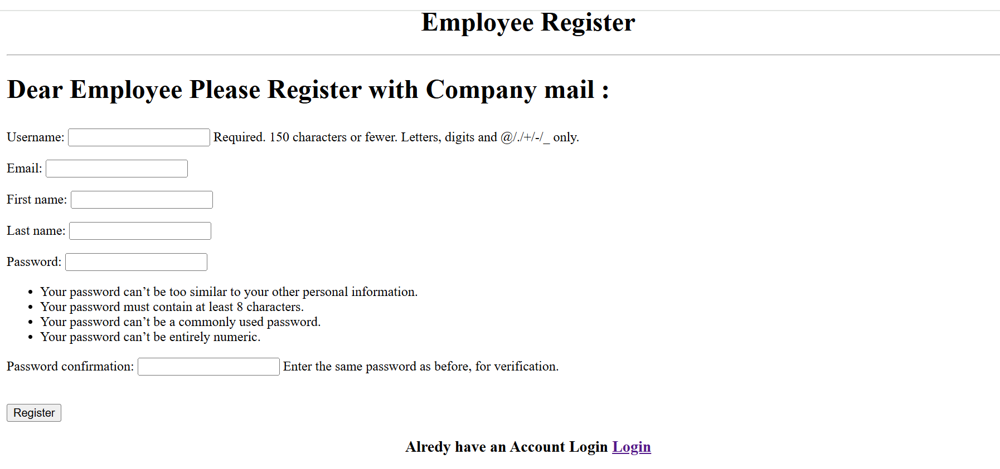 Employee Register
Dear Employee Please Register with Company mail :
Username: Required. 150 characters or fewer. Letters, digits and @/./+/-/_ only.
Email:
First name:
Last name:
Password:
• Your password can’t be too similar to your other personal information.
• Your password must contain at least 8 characters.
• Your password can’t be a commonly used password.
• Your password can’t be entirely numeric.
Password confirmation: Enter the same password as before, for verification.
Register
Alredy have an Account Login Login